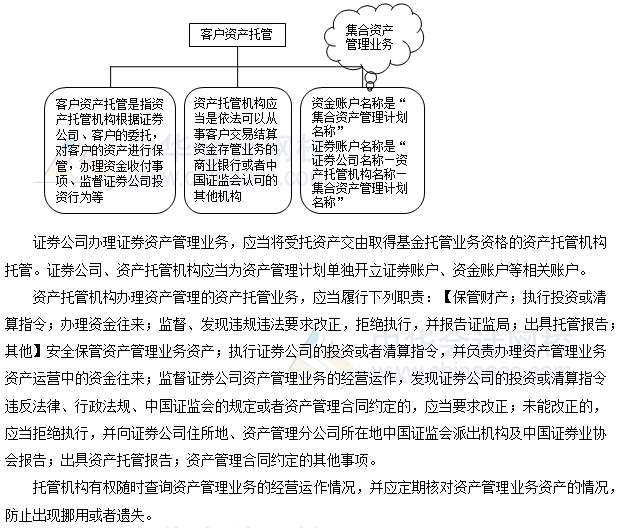 客户资产托管
集合资产
管理业务
客户资产托管是指资
产托管机构根据证券
公司、客户的委托，
对客户的资产进行保
管，办理资金收付事
项、监督证券公司投
资行为等
资产托管机构应
当是依法可以从
事客户交易结算
资金存管业务的
商业银行或者中
国证监会认可的
其他机构
资金账户名称是“
集合资产管理计划
名称”
证券账户名称是“
证券公司名称—资
产托管机构名称—
集合资产管理计划
名称”
证券公司办理证券资产管理业务，应当将受托资产交由取得基金托管业务资格的资产托管机构
托管。证券公司、资产托管机构应当为资产管理计划单独开立证券账户、资金账户等相关账户。
资产托管机构办理资产管理的资产托管业务，应当履行下列职责：【保管财产；执行投资或清
算指令；办理资金往来；监督、发现违规违法要求改正，拒绝执行，并报告证监局；出具托管报告；
其他】安全保管资产管理业务资产；执行证券公司的投资或者清算指令，并负责办理资产管理业务
资产运营中的资金往来；监督证券公司资产管理业务的经营运作，发现证券公司的投资或清算指令
违反法律、行政法规、中国证监会的规定或者资产管理合同约定的，应当要求改正；未能改正的，
应当拒绝执行，并向证券公司住所地、资产管理分公司所在地中国证监会派出机构及中国证券业协
会报告；出具资产托管报告；资产管理合同约定的其他事项。
托管机构有权随时查询资产管理业务的经营运作情况，并应定期核对资产管理业务资产的情况，
防止出现挪用或者遗失。